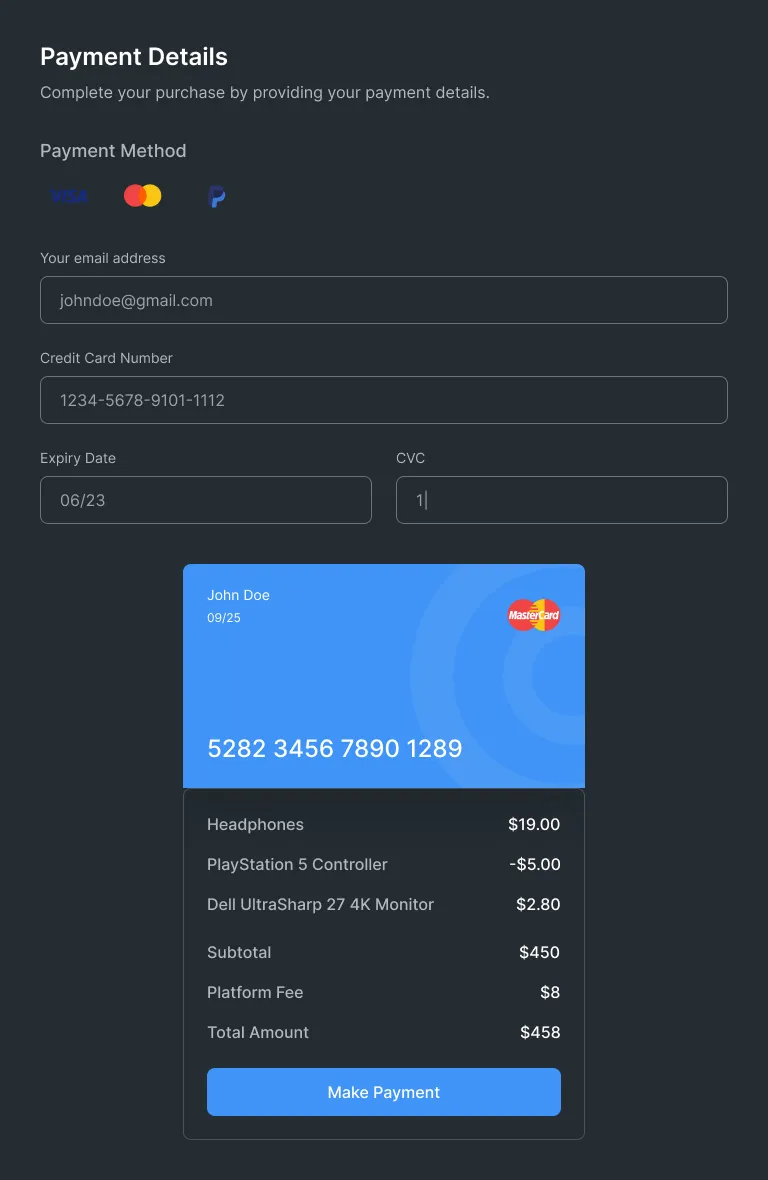 Payment Details
Complete your purchase by providing your payment details.
Payment Method
VISA
Your email address
johndoe@gmail.com
Credit Card Number
1234-5678-9101-1112
Expiry Date CVC
06/23 1
John Doe
09/25
MasterCard
5282 3456 7890 1289
Headphones $19.00
PlayStation 5 Controller -$5.00
Dell UltraSharp 27 4K Monitor $2.80
Subtotal $450
Platform Fee $8
Total Amount $458
Make Payment